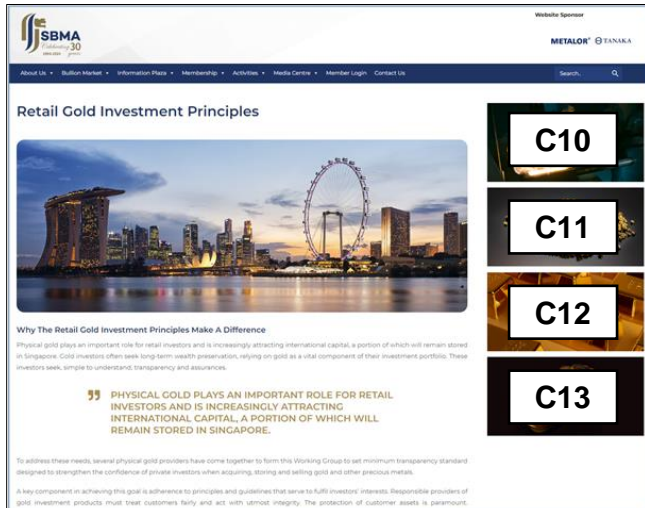 Website Sponsor
SBMA
Celebrating 30
SBMA 1994-2024 years
METALOR® TANAKA
About Us Bullion Market Information Plaza Membership Activities Media Centre Member Login Contact Us Search..
Retail Gold Investment Principles
C10
C11
C12
C13
Why The Retail Gold Investment Principles Make A Difference
Physical gold plays an important role for retail investors and is increasingly attracting international capital, a portion of which will remain stored
in Singapore. Gold investors often seek long-term wealth preservation, relying on gold as a vital component of their investment portfolio. These
investors seek, simple to understand, transparency and assurances.
PHYSICAL GOLD PLAYS AN IMPORTANT ROLE FOR RETAIL
INVESTORS AND IS INCREASINGLY ATTRACTING
INTERNATIONAL CAPITAL, A PORTION OF WHICH WILL
REMAIN STORED IN SINGAPORE.
To address these needs, several physical gold providers have come together to form this Working Group to set minimum transparency standard
designed to strengthen the confidence of private investors when acquiring, storing and selling gold and other precious metals.
A key component in achieving this goal is adherence to principles and guidelines that serve to fulfil investors' interests. Responsible providers of
gold investment products must treat customers fairly and act with utmost integrity. The protection of customer assets is paramount.